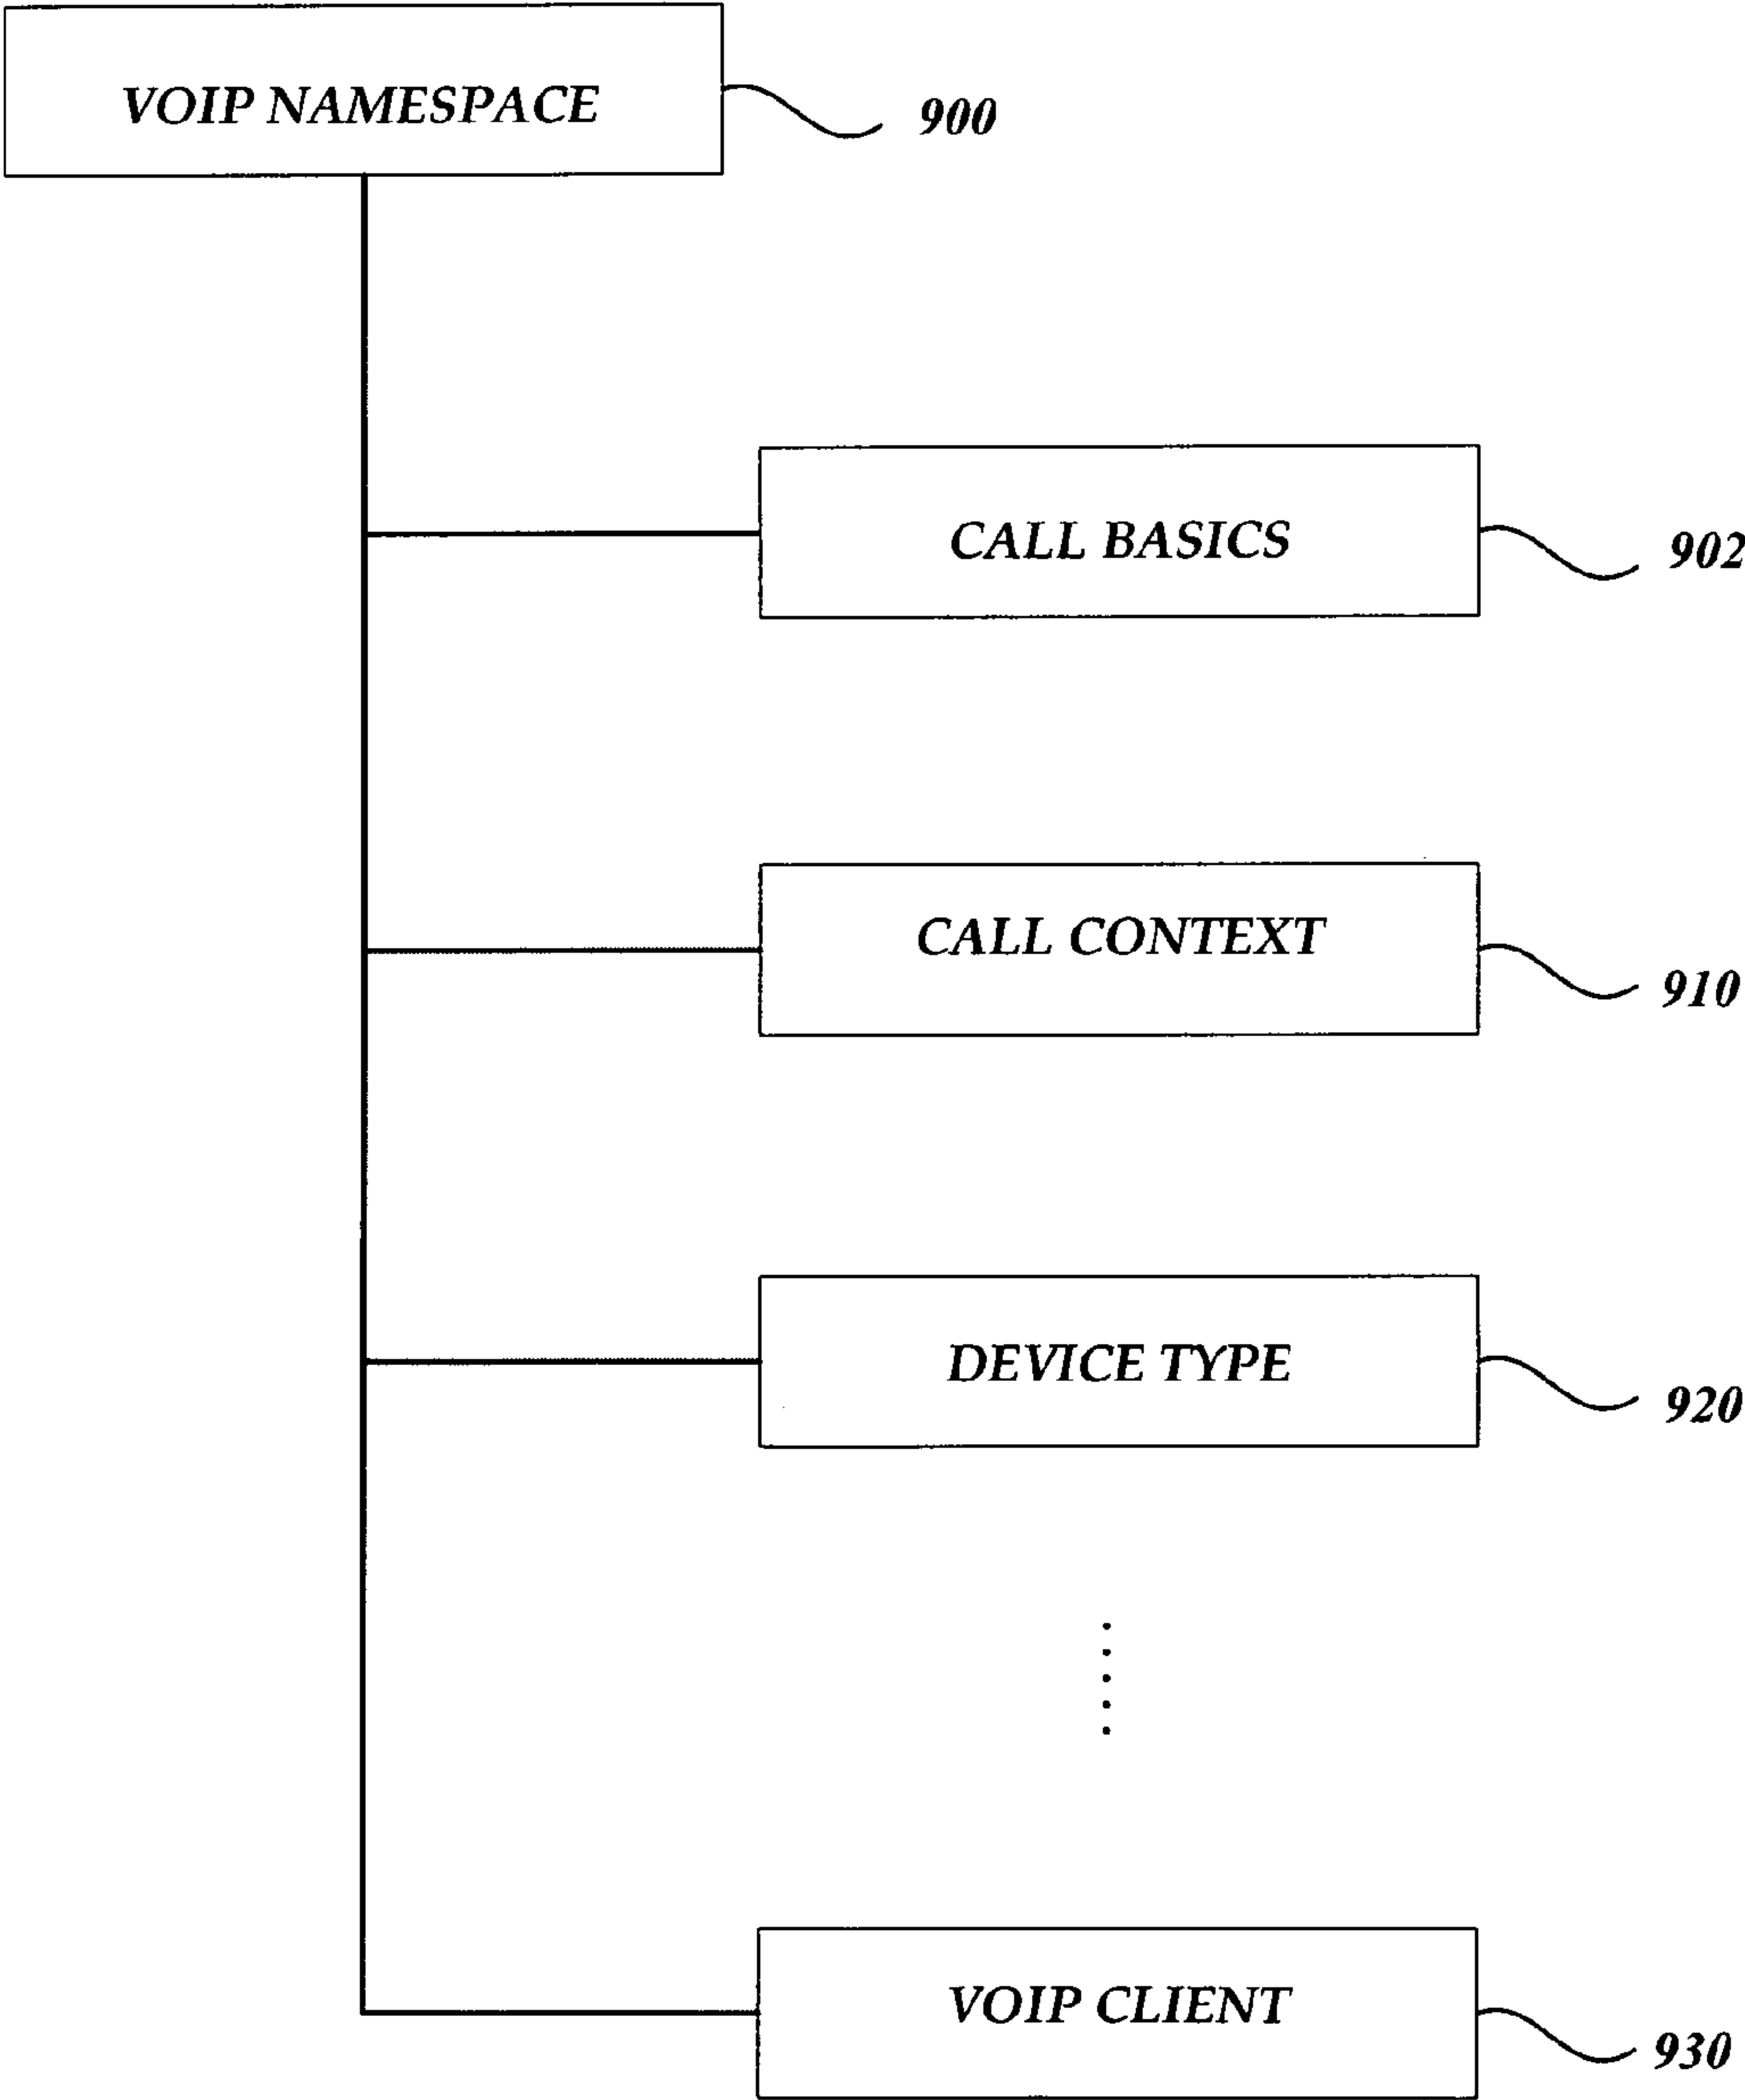 VOIP NAMESPACE
900
CALL BASICS
902
CALL CONTEXT
910
DEVICE TYPE
920
VOIP CLIENT
930